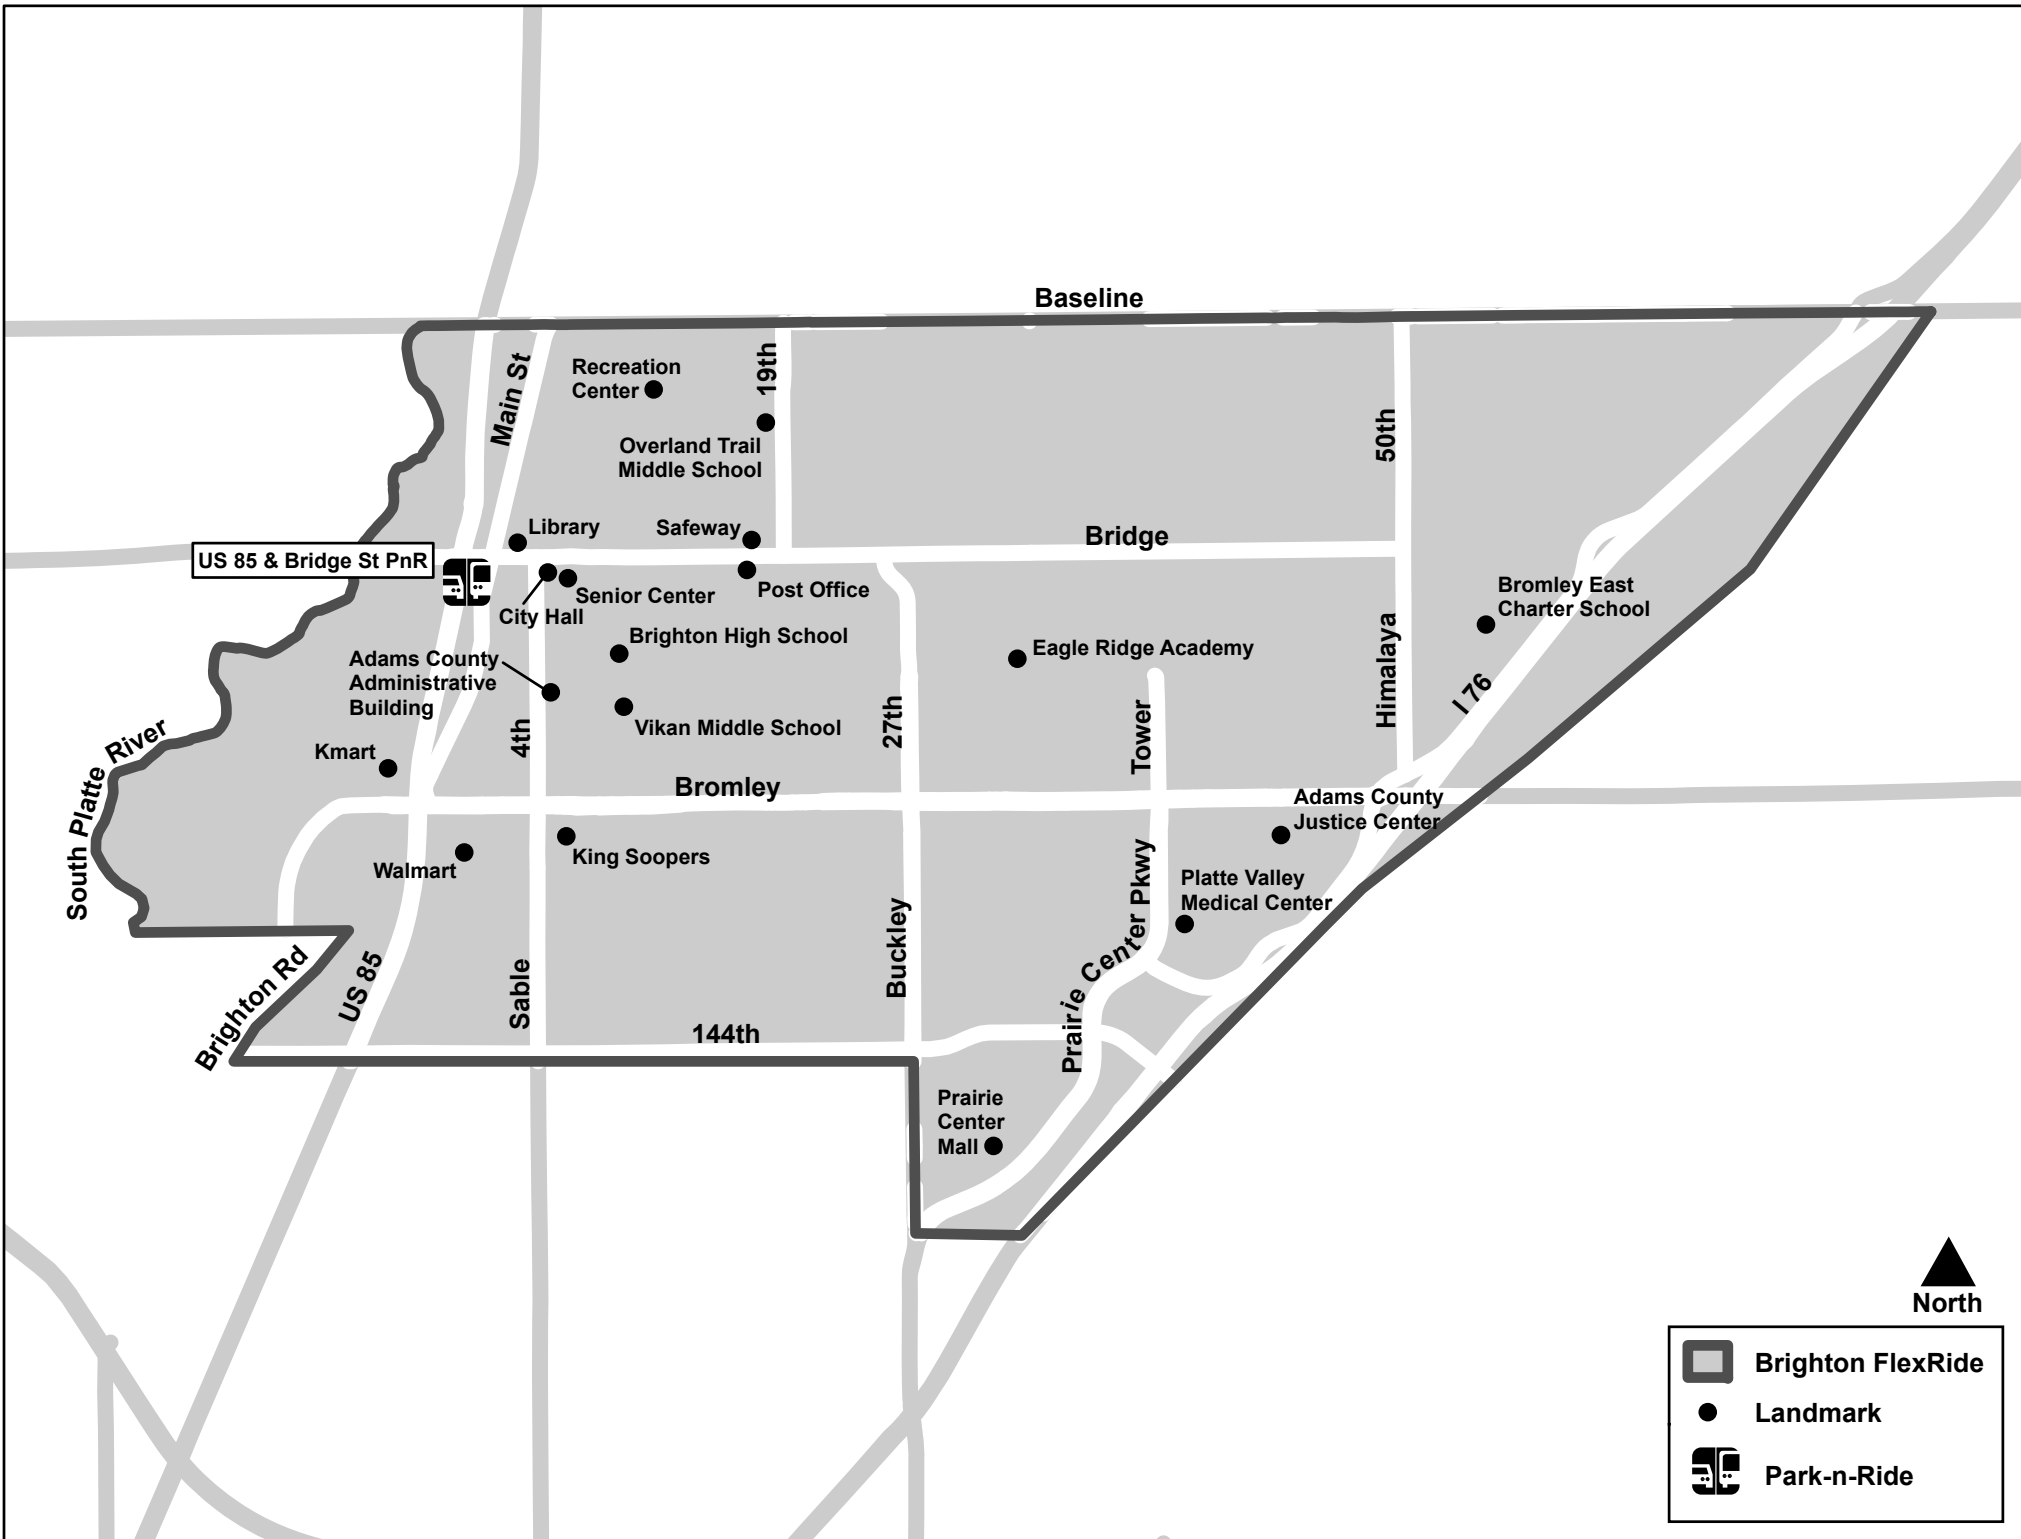 Baseline
Main St
Recreation
Center
19th
Overland Trail
Middle School
50th
Library
Safeway
Bridge
US 85 & Bridge St PnR
City Hall
Senior Center
Post Office
Bromley East
Charter School
Brighton High School
Eagle Ridge Academy
Adams County
Administrative
Building
Vikan Middle School
4th
27th
Tower
Himalaya
I 76
Kmart
South Platte River
Bromley
Adams County
Justice Center
Walmart
King Soopers
Platte Valley
Medical Center
Prairie Center Pkwy
Buckley
Brighton Rd
US 85
Sable
144th
Prairie
Center
Mall
North
Brighton FlexRide
Landmark
Park-n-Ride